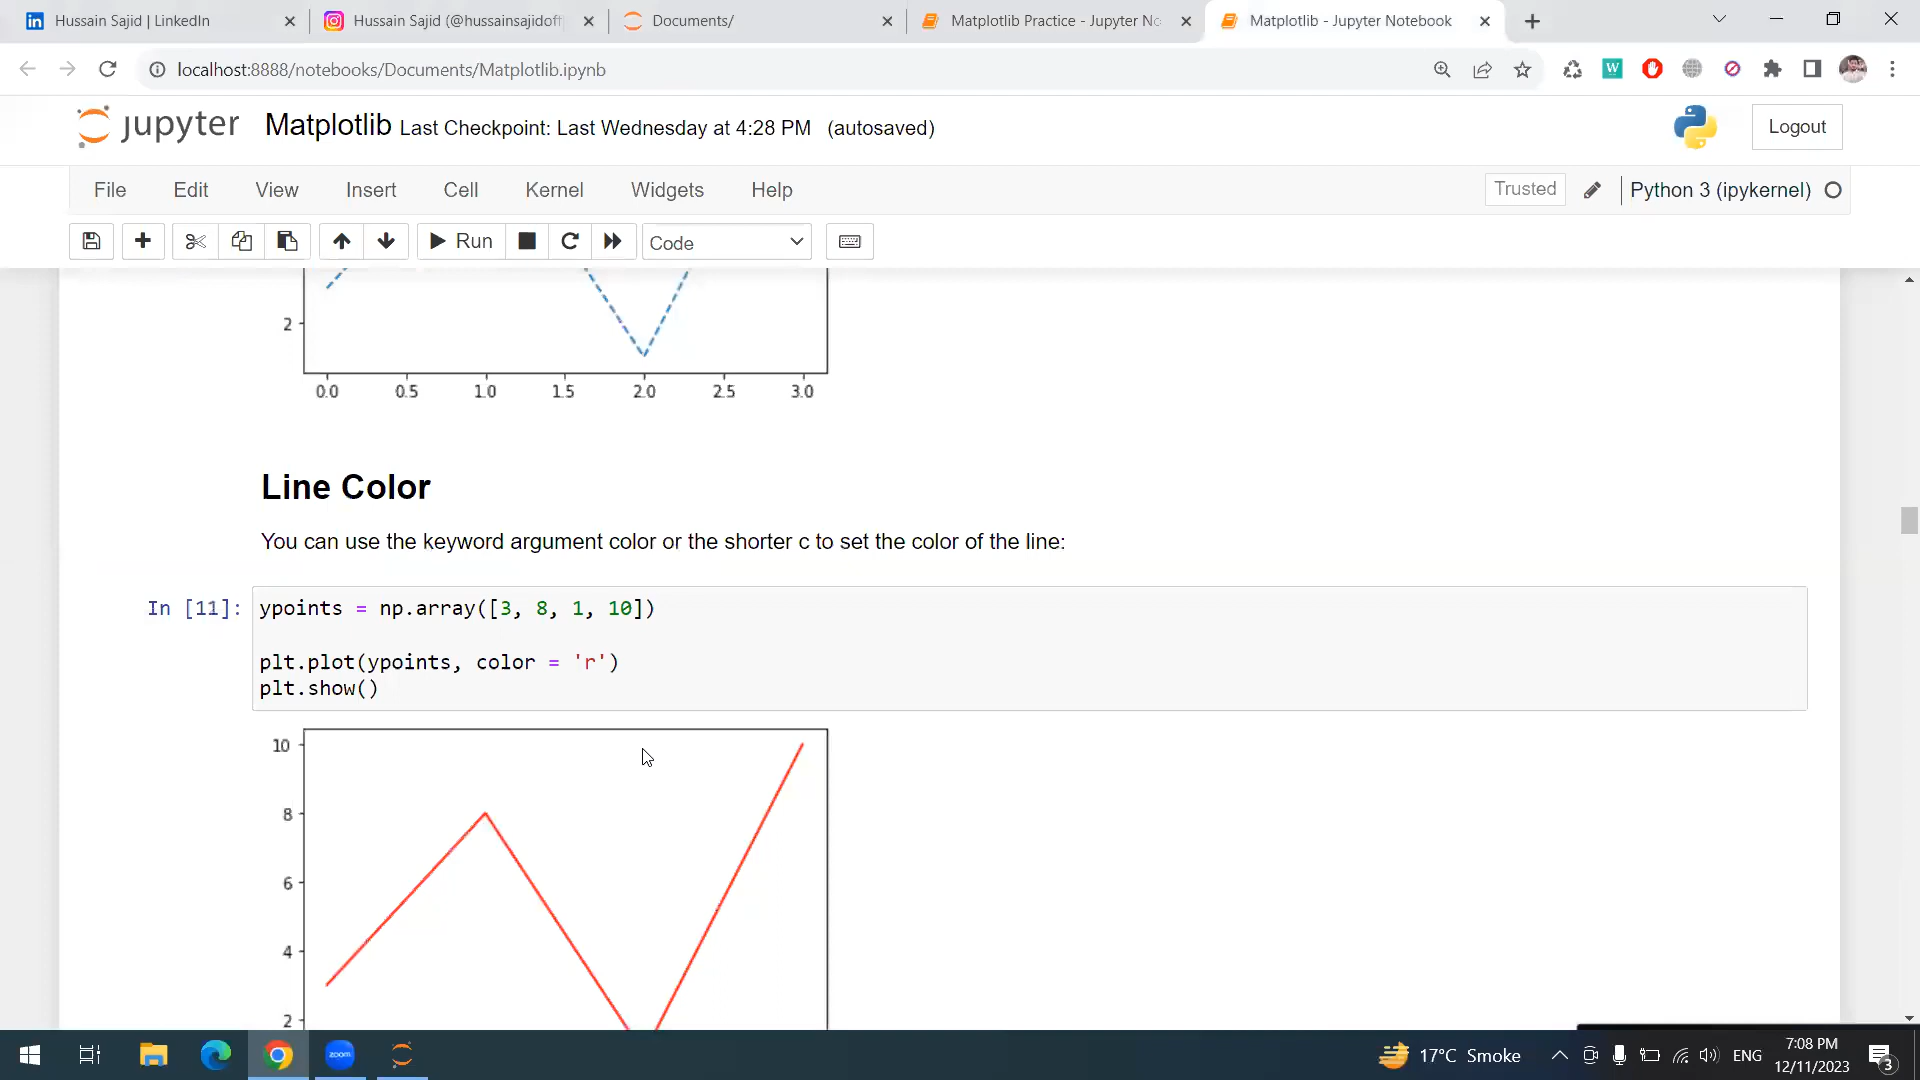 Hussain Sajid | LinkedIn
Hussain Sajid (@hussainsajidoff
Documents/
Matplotlib Practice - Jupyter No
Matplotlib - Jupyter Notebook
localhost:8888/notebooks/Documents/Matplotlib.ipynb
jupyter Matplotlib Last Checkpoint: Last Wednesday at 4:28 PM (autosaved)
Logout
File Edit View Insert Cell Kernel Widgets Help
Trusted
Python 3 (ipykernel)
Run
Code
2
0.0 0.5 1.0 1.5 2.0 2.5 3.0
Line Color
You can use the keyword argument color or the shorter c to set the color of the line:
In [11]:
ypoints = np.array([3, 8, 1, 10])
plt.plot(ypoints, color = 'r')
plt.show()
10
8
6
4
2
zoom
17°C Smoke
ENG
7:08 PM
12/11/2023
3